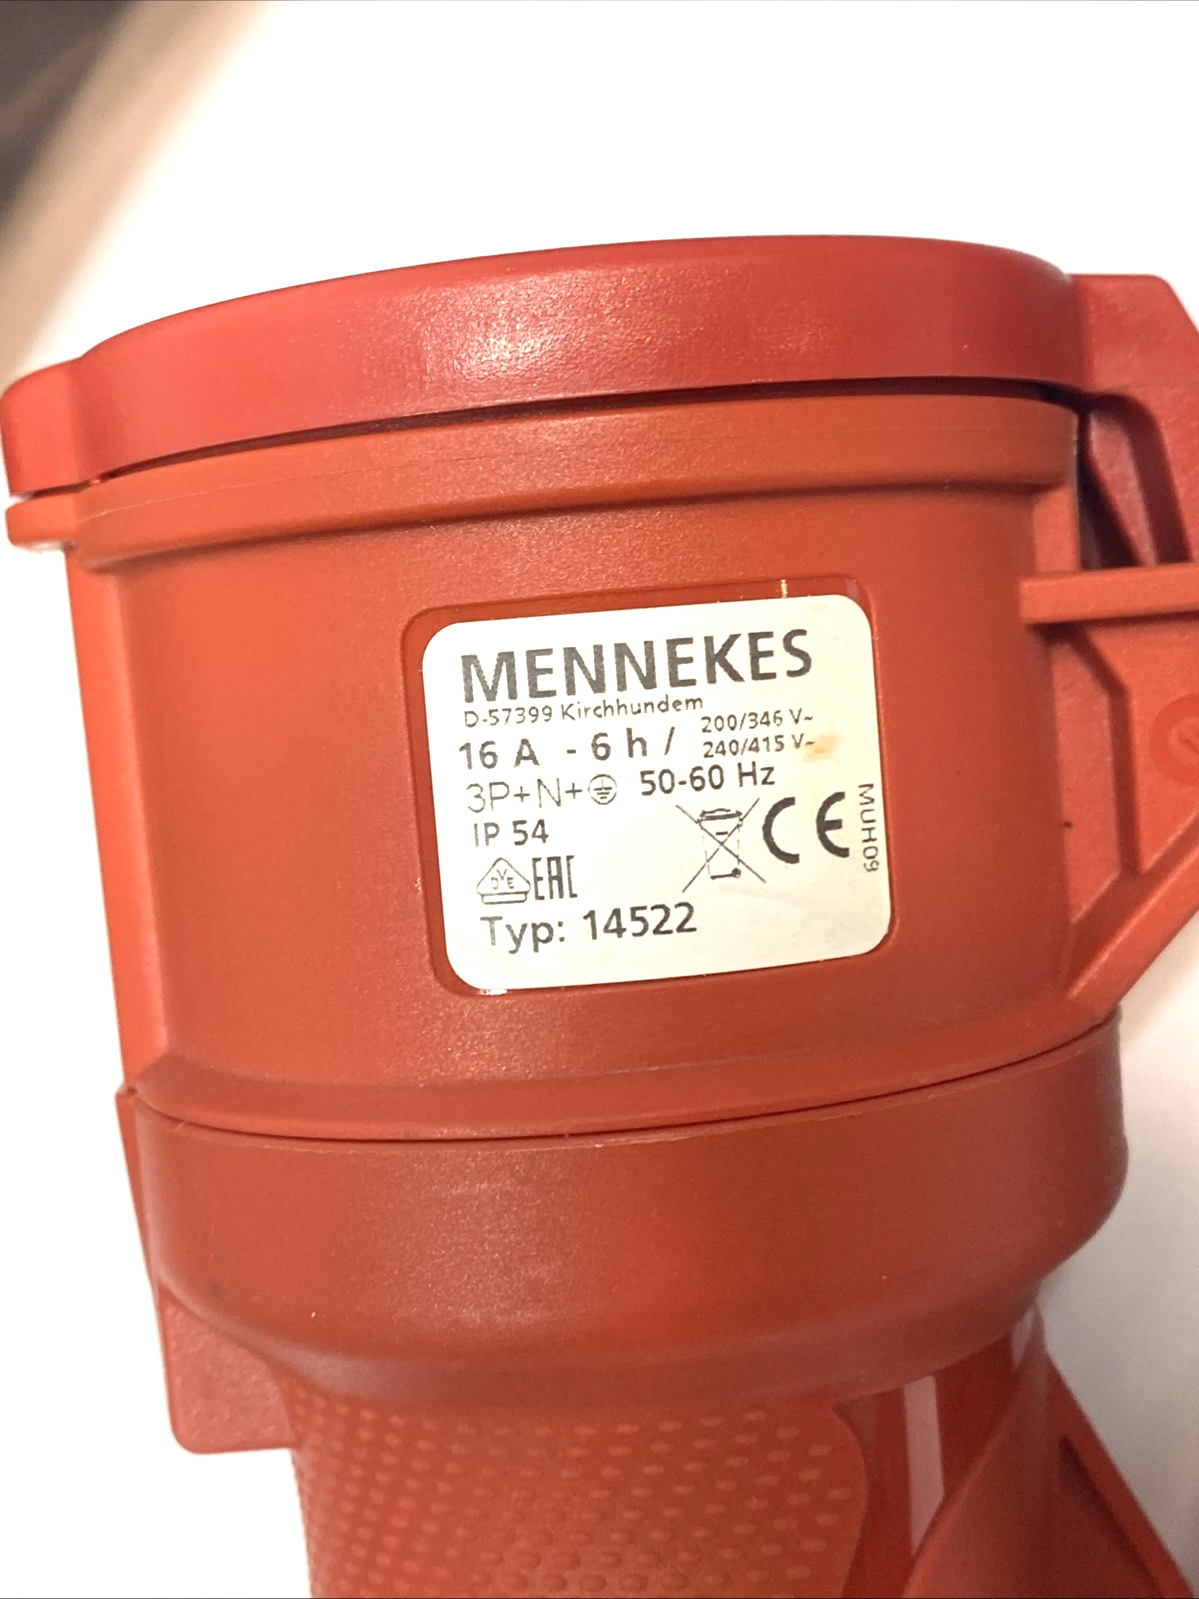 MENNEKES
D-57399 Kirchhundem
16 A - 6 h / 200/346 V~
240/415 V~
3P+N+⏚ 50-60 Hz
IP 54
CE
MUH09
DVE EAC
Typ: 14522